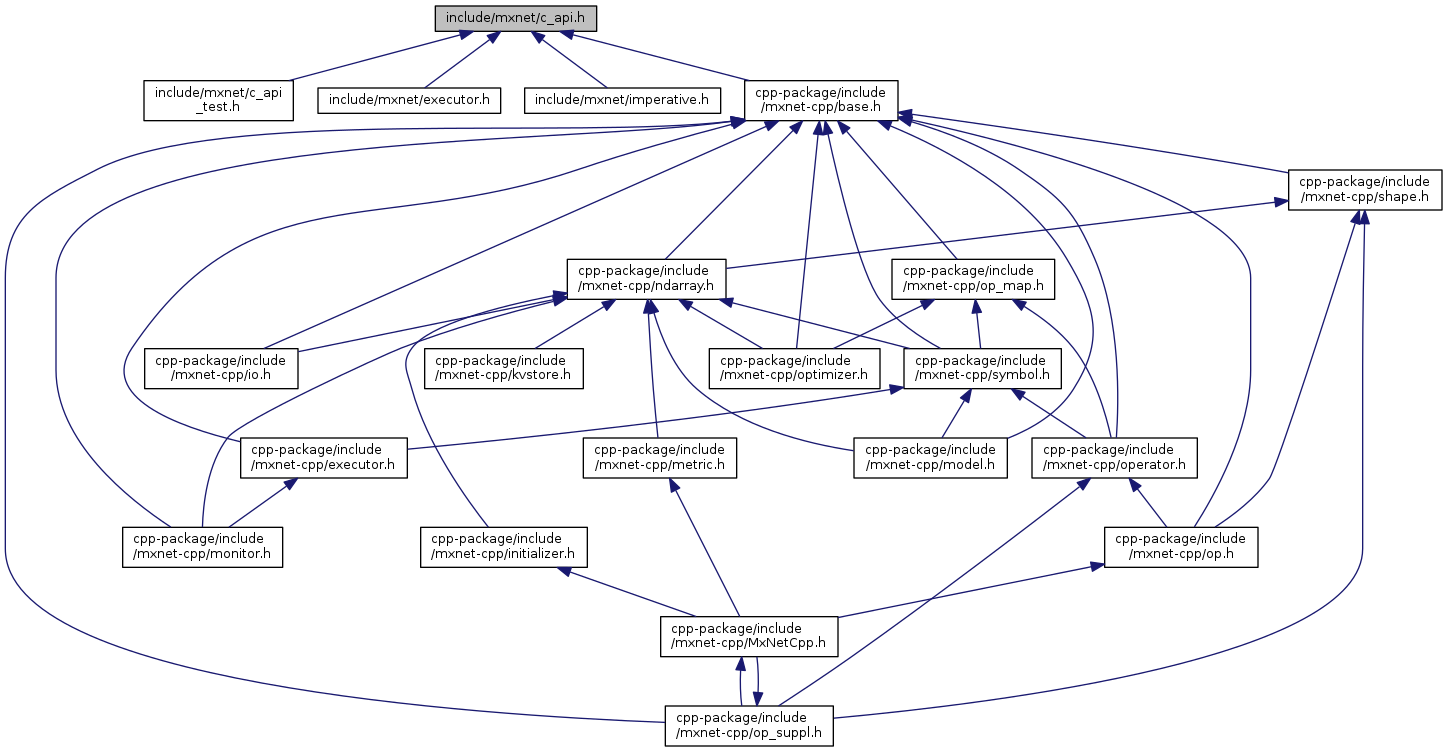 include/mxnet/c_api.h
include/mxnet/c_api
_test.h
include/mxnet/executor.h
include/mxnet/imperative.h
cpp-package/include
/mxnet-cpp/base.h
cpp-package/include
/mxnet-cpp/shape.h
cpp-package/include
/mxnet-cpp/ndarray.h
cpp-package/include
/mxnet-cpp/op_map.h
cpp-package/include
/mxnet-cpp/io.h
cpp-package/include
/mxnet-cpp/kvstore.h
cpp-package/include
/mxnet-cpp/optimizer.h
cpp-package/include
/mxnet-cpp/symbol.h
cpp-package/include
/mxnet-cpp/executor.h
cpp-package/include
/mxnet-cpp/metric.h
cpp-package/include
/mxnet-cpp/model.h
cpp-package/include
/mxnet-cpp/operator.h
cpp-package/include
/mxnet-cpp/monitor.h
cpp-package/include
/mxnet-cpp/initializer.h
cpp-package/include
/mxnet-cpp/op.h
cpp-package/include
/mxnet-cpp/MxNetCpp.h
cpp-package/include
/mxnet-cpp/op_suppl.h